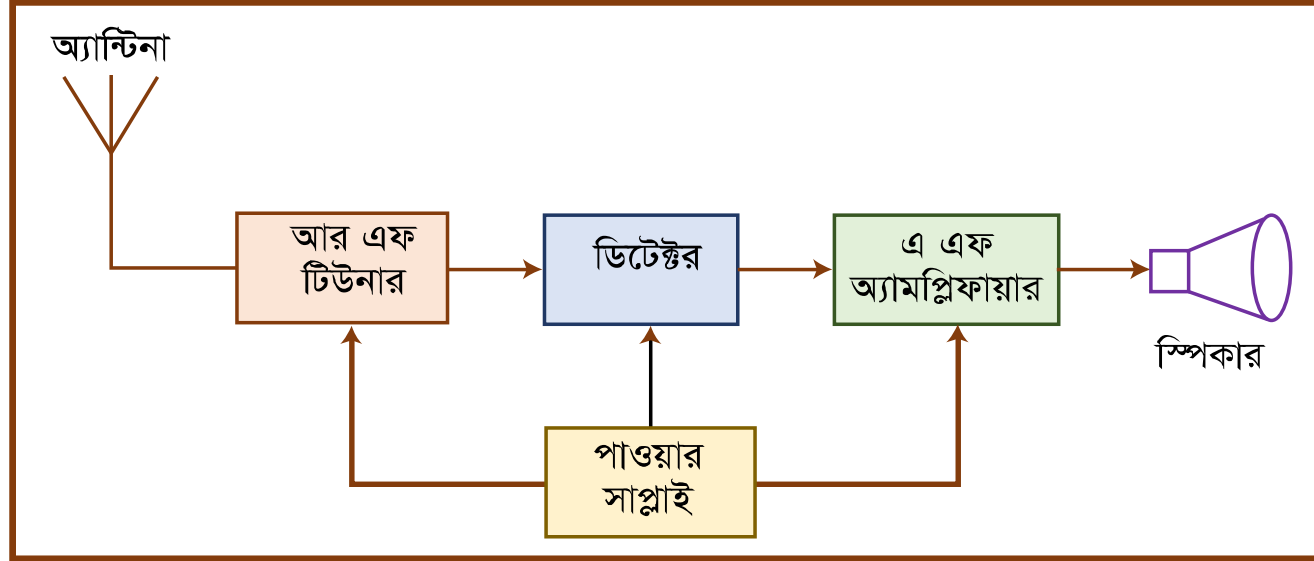 অ্যান্টিনা
আর এফ
টিউনার
ডিটেক্টর
এ এফ
অ্যামপ্লিফায়ার
স্পিকার
পাওয়ার
সাপ্লাই